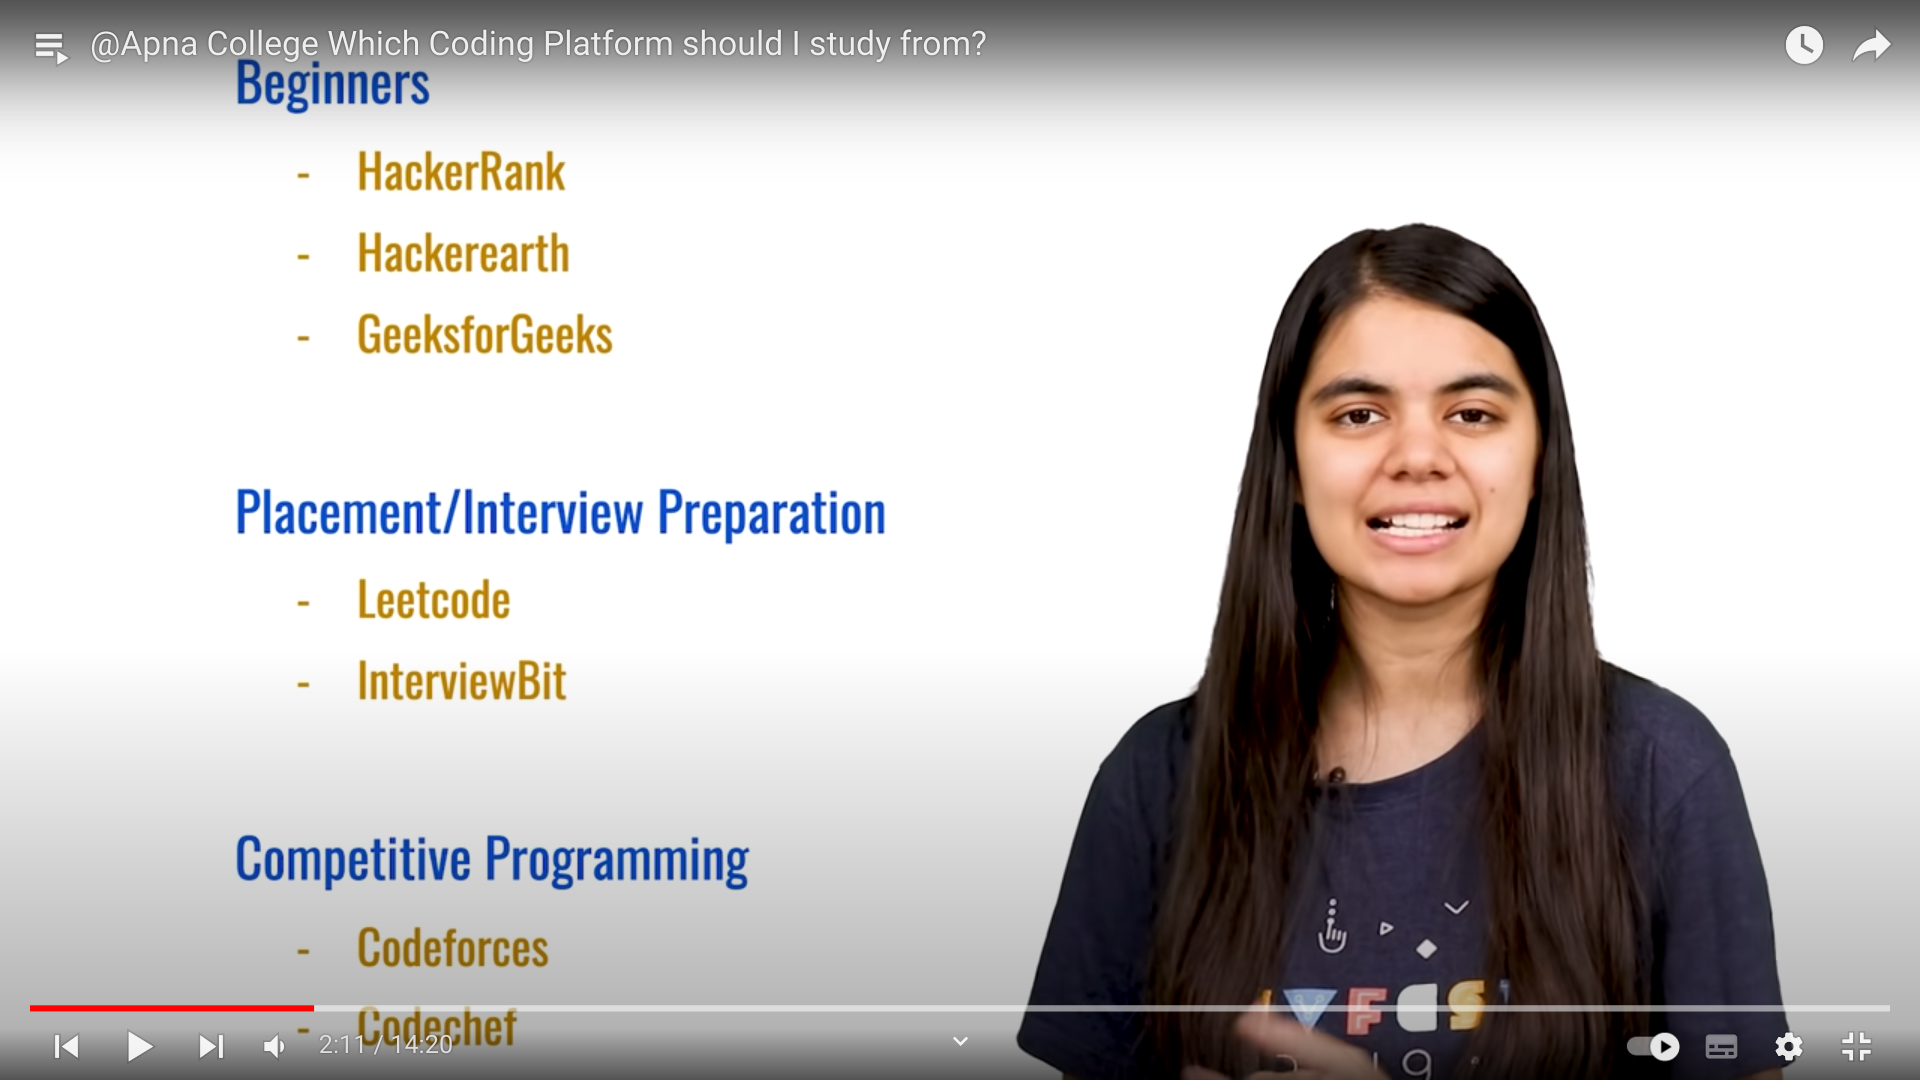 @Apna College Which Coding Platform should I study from?
Beginners
- HackerRank
- Hackerearth
- GeeksforGeeks
Placement/Interview Preparation
- Leetcode
- InterviewBit
Competitive Programming
- Codeforces
- Codechef
2:11 / 14:20